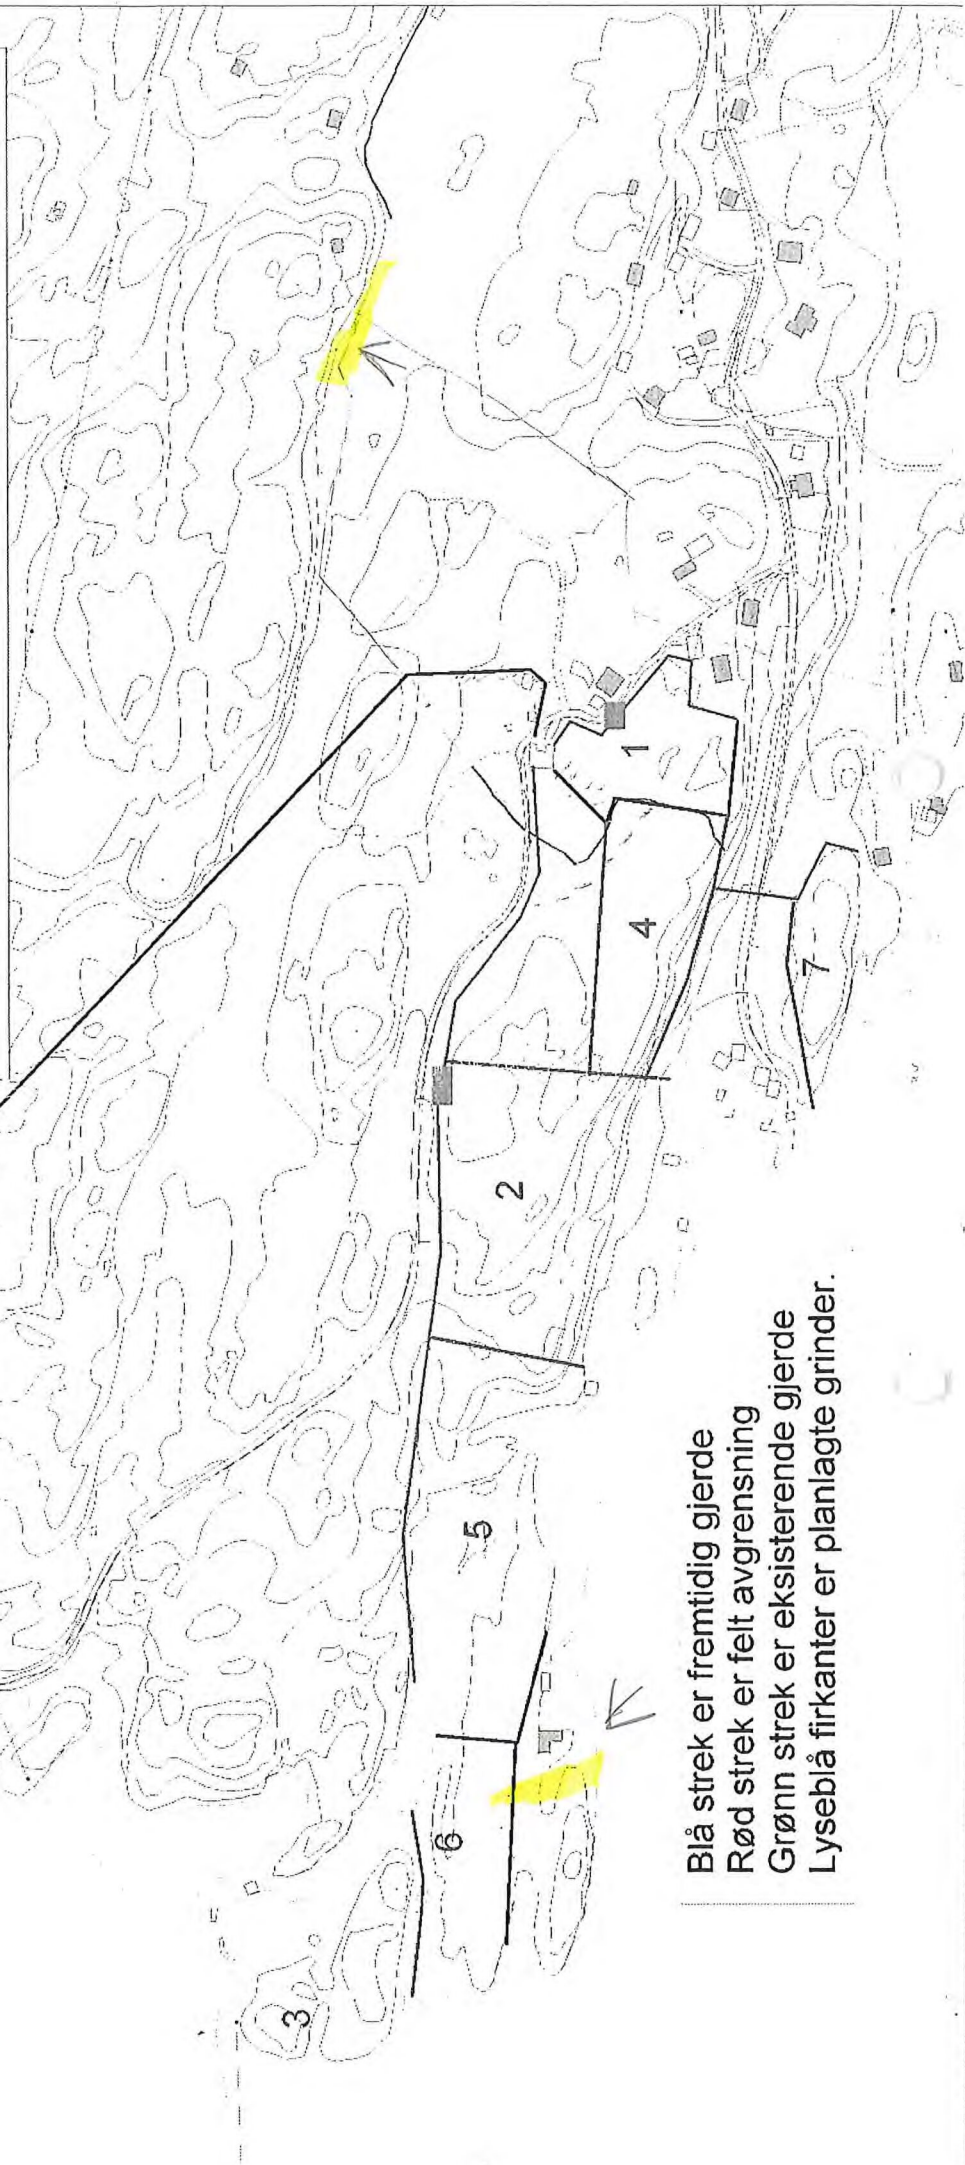 3
6
5
2
4
1
7
Blå strek er fremtidig gjerde
Rød strek er felt avgrensning
Grønn strek er eksisterende gjerde
Lyseblå firkanter er planlagte grinder.